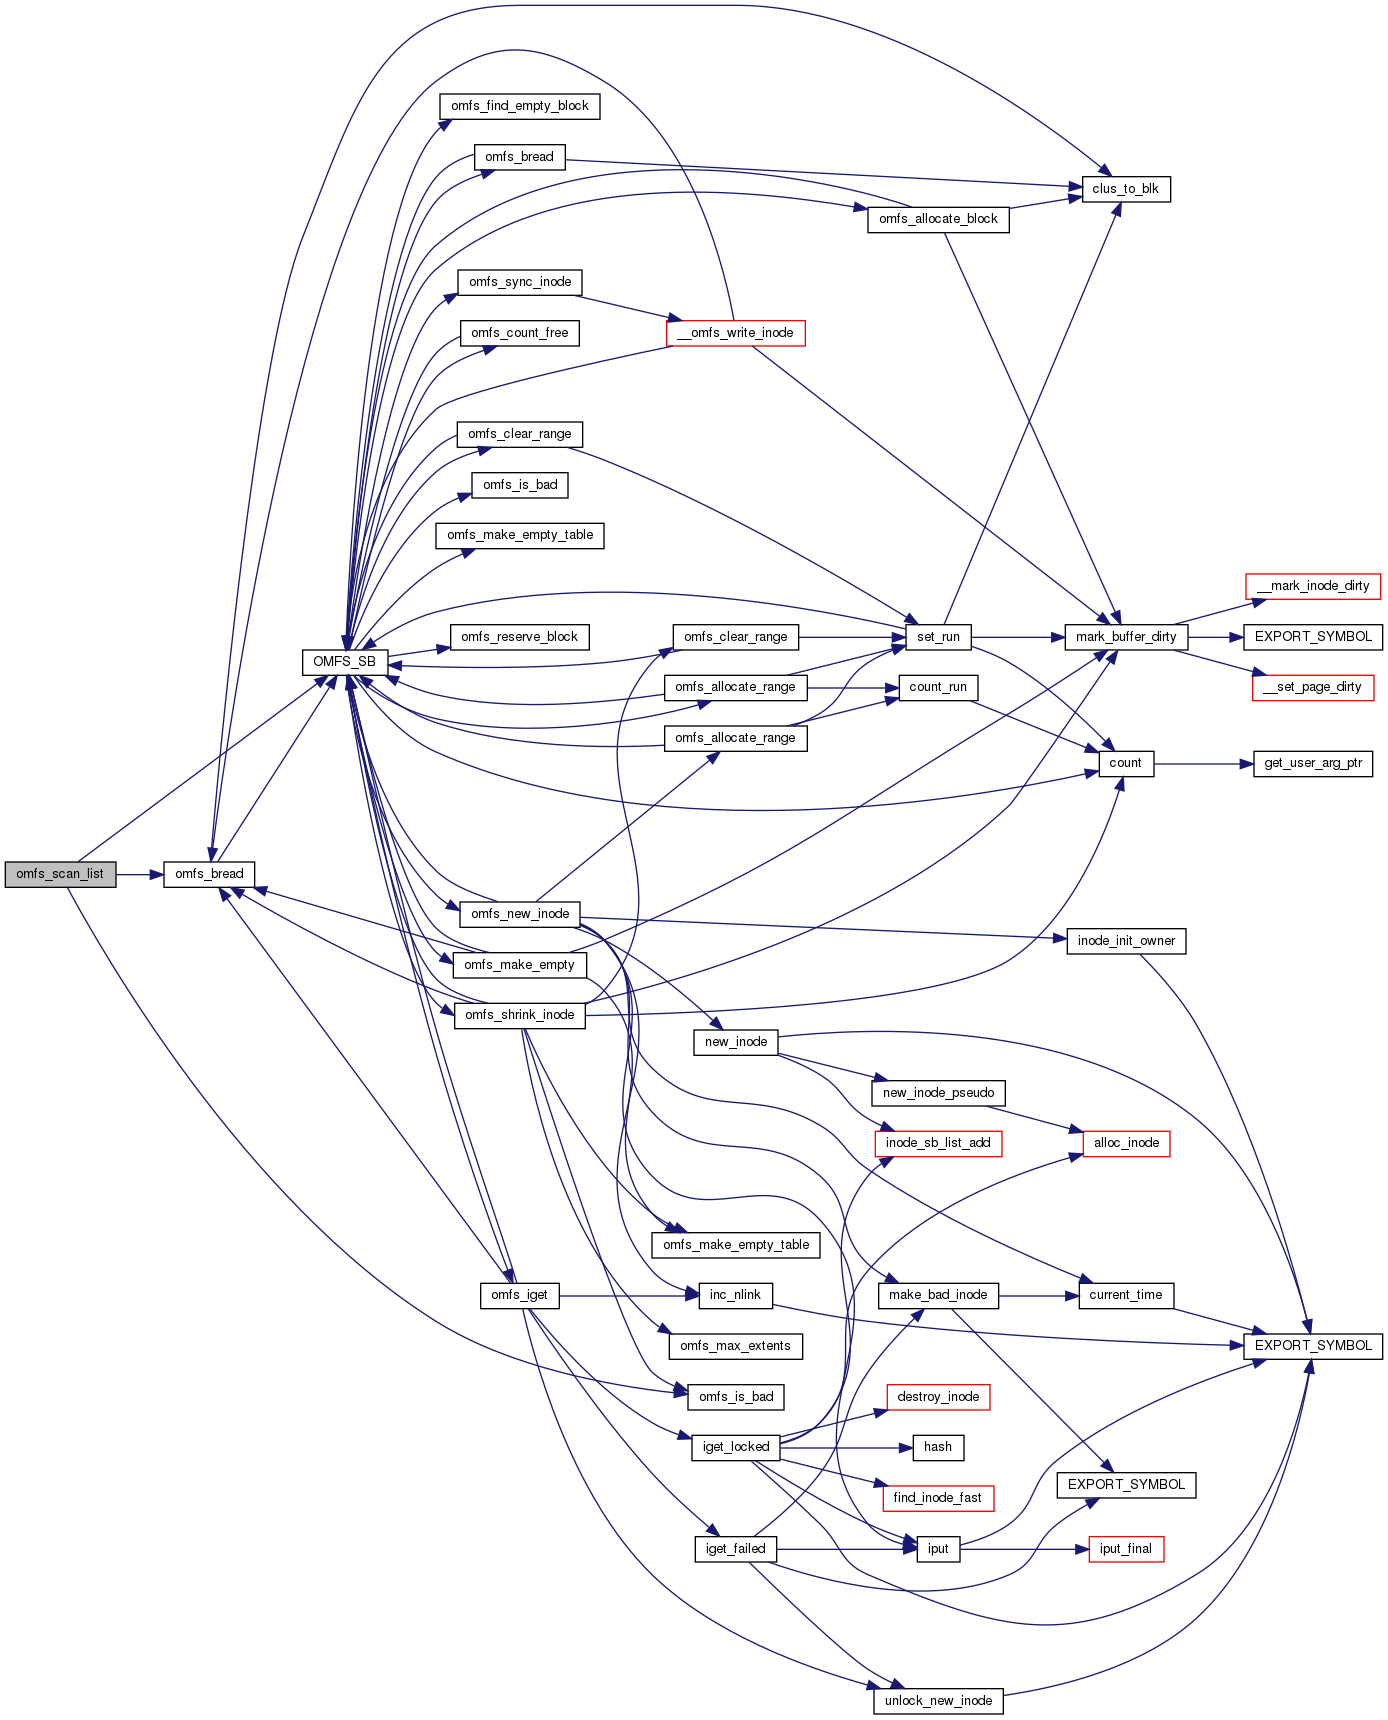 omfs_find_empty_block
omfs_bread
clus_to_blk
omfs_allocate_block
omfs_sync_inode
omfs_count_free
__omfs_write_inode
omfs_clear_range
omfs_is_bad
omfs_make_empty_table
__mark_inode_dirty
omfs_reserve_block
omfs_clear_range
set_run
mark_buffer_dirty
EXPORT_SYMBOL
OMFS_SB
omfs_allocate_range
count_run
__set_page_dirty
omfs_allocate_range
count
get_user_arg_ptr
omfs_scan_list
omfs_bread
omfs_new_inode
inode_init_owner
omfs_make_empty
omfs_shrink_inode
new_inode
new_inode_pseudo
inode_sb_list_add
alloc_inode
omfs_make_empty_table
omfs_iget
inc_nlink
make_bad_inode
current_time
omfs_max_extents
EXPORT_SYMBOL
omfs_is_bad
destroy_inode
iget_locked
hash
find_inode_fast
EXPORT_SYMBOL
iget_failed
iput
iput_final
unlock_new_inode